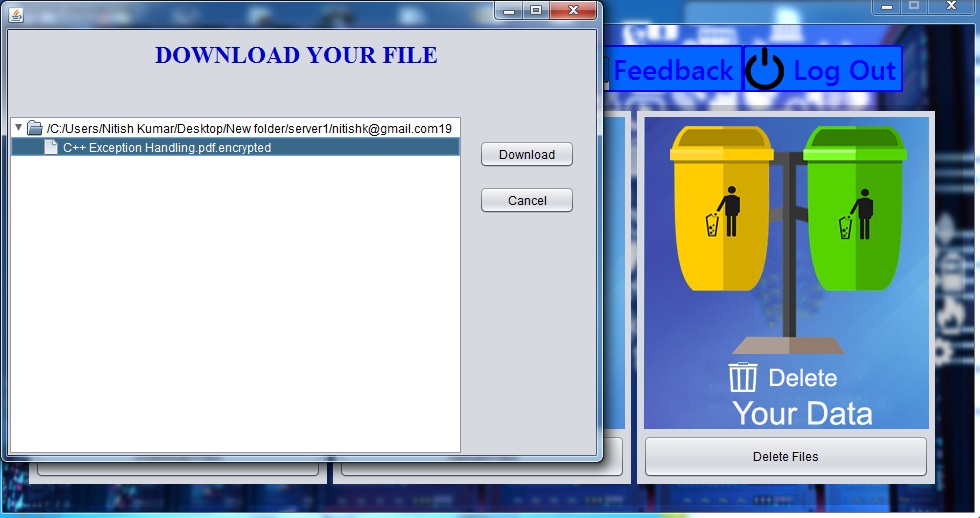 DOWNLOAD YOUR FILE
/C:/Users/Nitish Kumar/Desktop/New folder/server1/nitishk@gmail.com19
C++ Exception Handling.pdf.encrypted
Download
Cancel
Feedback
Log Out
Delete
Your Data
Delete Files